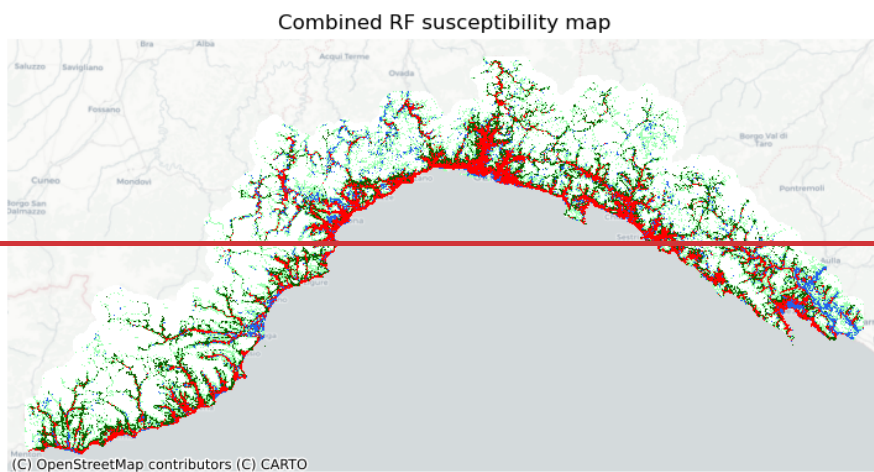 Combined RF susceptibility map
Bra
Alba
Saluzzo
Savigliano
Acqui Terme
Ovada
Fossano
Borgo Val di
Taro
Cuneo
Mondovì
Pontremoli
Borgo San
Dalmazzo
Aulla
(C) OpenStreetMap contributors (C) CARTO